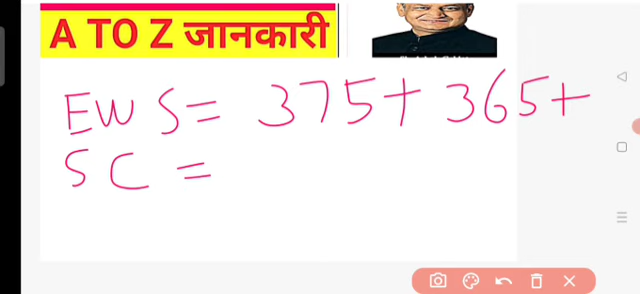 A TO Z जानकारी
EWS= 375+ 365+
SC =